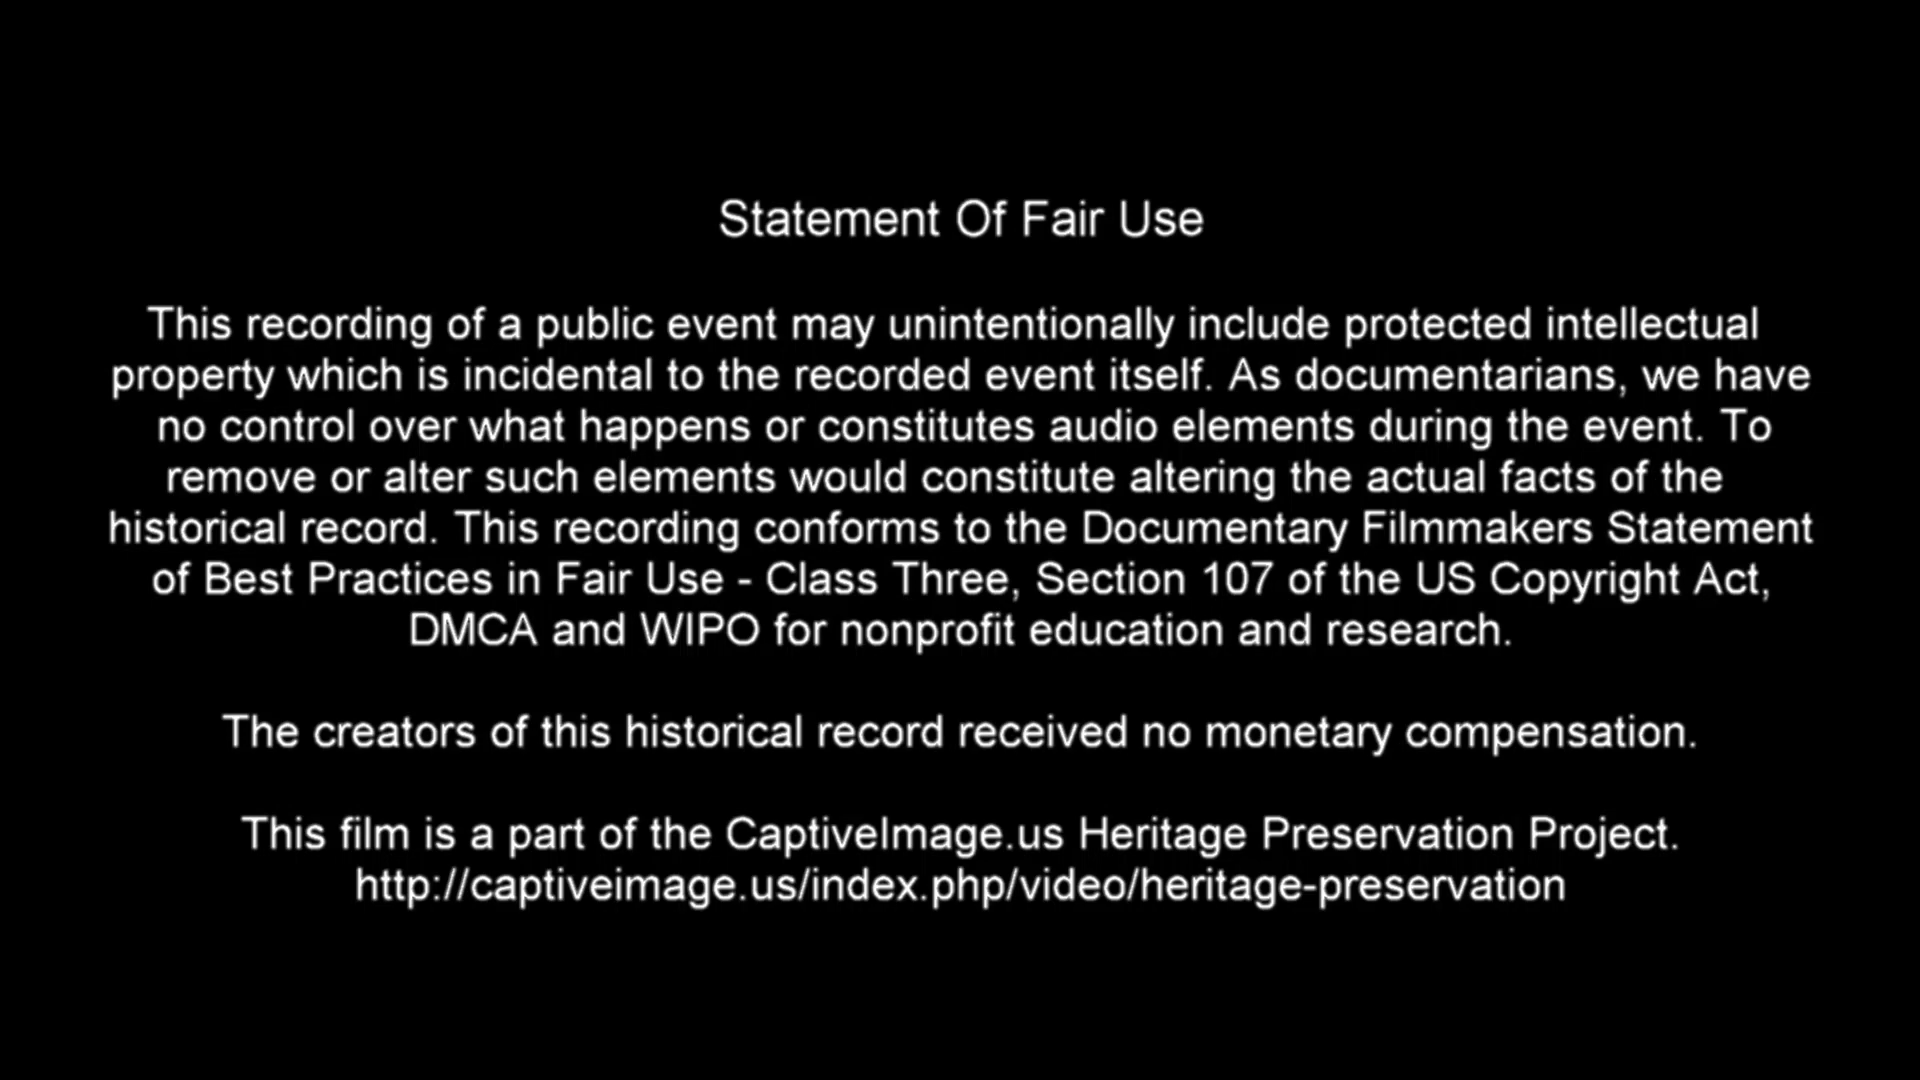 Statement Of Fair Use
This recording of a public event may unintentionally include protected intellectual
property which is incidental to the recorded event itself. As documentarians, we have
no control over what happens or constitutes audio elements during the event. To
remove or alter such elements would constitute altering the actual facts of the
historical record. This recording conforms to the Documentary Filmmakers Statement
of Best Practices in Fair Use - Class Three, Section 107 of the US Copyright Act,
DMCA and WIPO for nonprofit education and research.
The creators of this historical record received no monetary compensation.
This film is a part of the CaptiveImage.us Heritage Preservation Project.
http://captiveimage.us/index.php/video/heritage-preservation